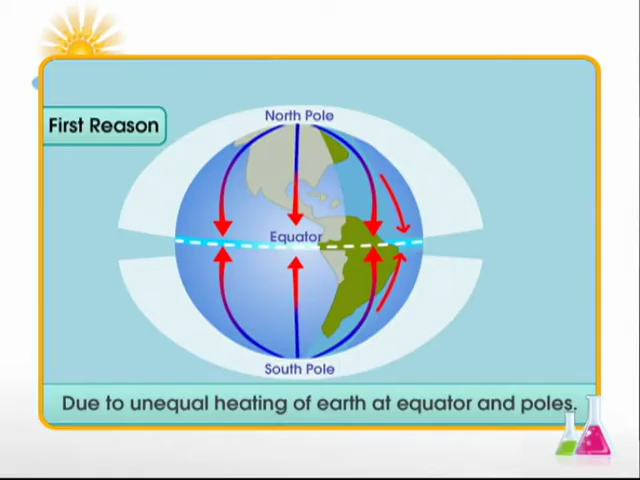 North Pole
First Reason
Equator
South Pole
Due to unequal heating of earth at equator and poles.